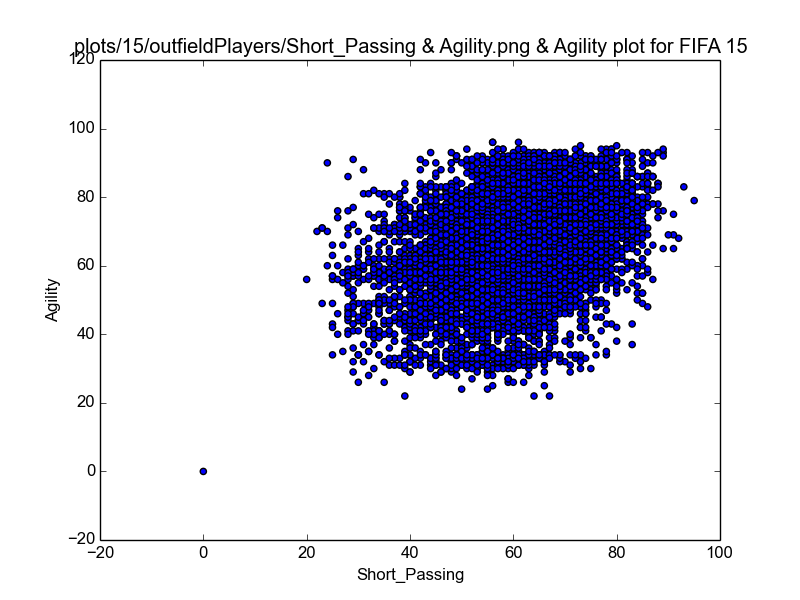 plots/15/outfieldPlayers/Short_Passing & Agility.png & Agility plot for FIFA 15
120
100
80
60
40
20
0
−20
Agility
−20 0 20 40 60 80 100
Short_Passing